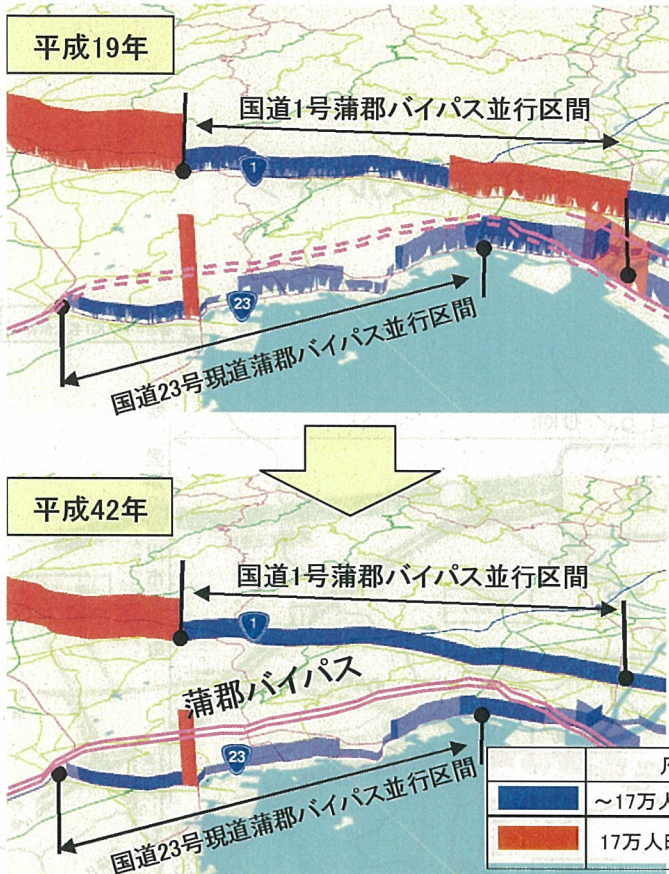 平成19年
国道1号蒲郡バイパス並行区間
1
23
国道23号現道蒲郡バイパス並行区間
平成42年
国道1号蒲郡バイパス並行区間
1
蒲郡バイパス
23
国道23号現道蒲郡バイパス並行区間
～17万人
17万人